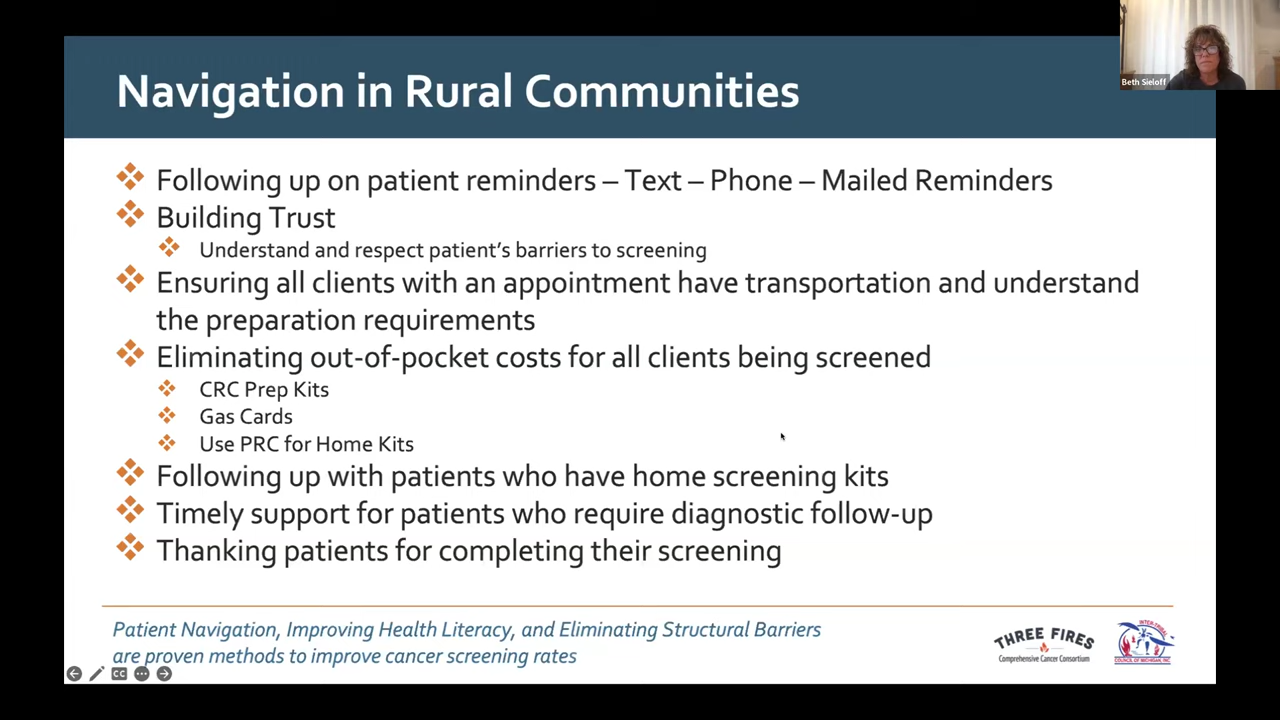 Beth Sieloff
Navigation in Rural Communities
Following up on patient reminders – Text – Phone – Mailed Reminders
Building Trust
Understand and respect patient's barriers to screening
Ensuring all clients with an appointment have transportation and understand
the preparation requirements
Eliminating out-of-pocket costs for all clients being screened
CRC Prep Kits
Gas Cards
Use PRC for Home Kits
Following up with patients who have home screening kits
Timely support for patients who require diagnostic follow-up
Thanking patients for completing their screening
Patient Navigation, Improving Health Literacy, and Eliminating Structural Barriers
are proven methods to improve cancer screening rates
THREE FIRES
Comprehensive Cancer Consortium
INTER-TRIBAL
COUNCIL OF MICHIGAN, INC
CC